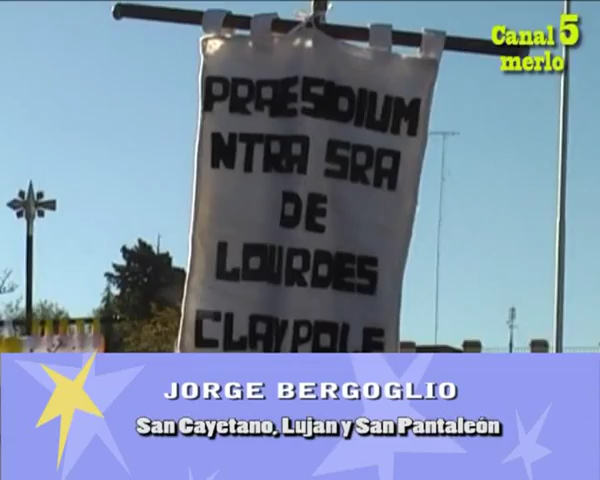 Canal 5
merlo
PRAESIDIUM
NTRA SRA
DE
LOURDES
CLAYPOLE
JORGE BERGOGLIO
San Cayetano, Lujan y San Pantaleón